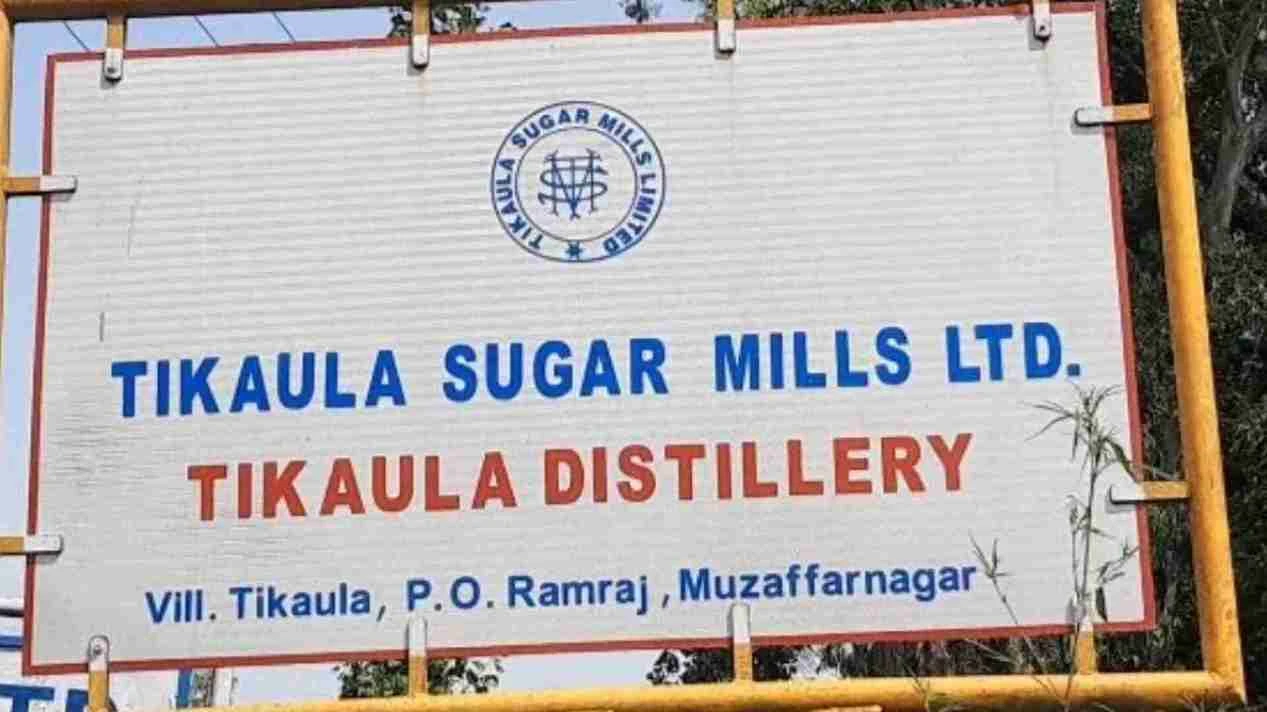 TIKAULA SUGAR MILLS LIMITED
TIKAULA SUGAR MILLS LTD.
TIKAULA DISTILLERY
Vill. Tikaula, P.O. Ramraj, Muzaffarnagar